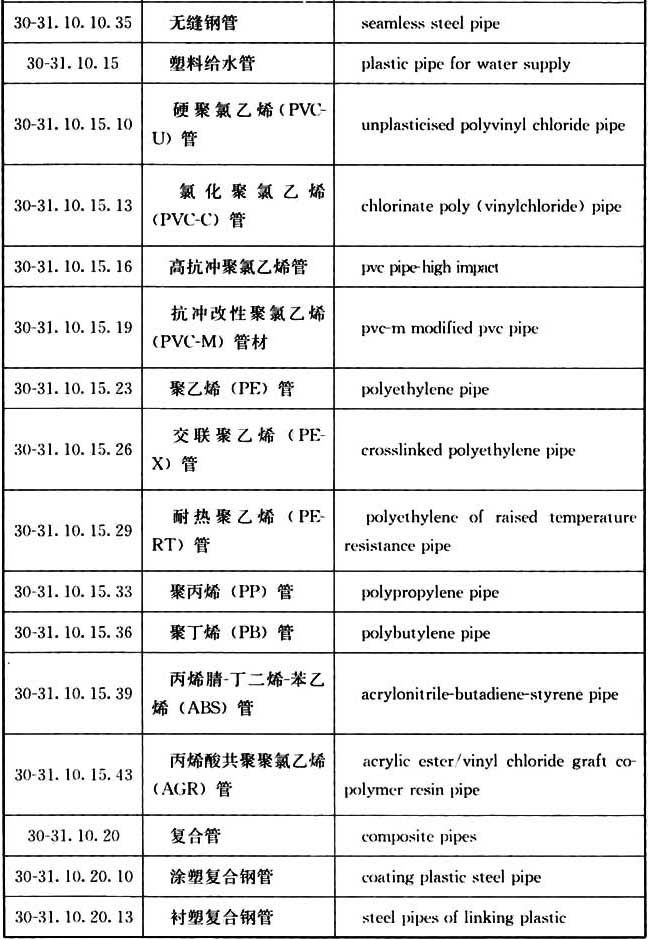 30-31. 10. 10. 35 无缝钢管 seamless steel pipe
30-31. 10. 15 塑料给水管 plastic pipe for water supply
30-31. 10. 15. 10 硬聚氯乙烯(PVC-
U)管 unplasticised polyvinyl chloride pipe
30-31. 10. 15. 13 氯化聚氯乙烯
(PVC-C)管 chlorinate poly (vinylchloride) pipe
30-31. 10. 15. 16 高抗冲聚氯乙烯管 pvc pipe-high impact
30-31. 10. 15. 19 抗冲改性聚氯乙烯
(PVC-M)管材 pvc-m modified pvc pipe
30-31. 10. 15. 23 聚乙烯(PE)管 polyethylene pipe
30-31. 10. 15. 26 交联聚乙烯(PE-
X)管 crosslinked polyethylene pipe
30-31. 10. 15. 29 耐热聚乙烯(PE-
RT)管 polyethylene of raised temperature
resistance pipe
30-31. 10. 15. 33 聚丙烯(PP)管 polypropylene pipe
30-31. 10. 15. 36 聚丁烯(PB)管 polybutylene pipe
30-31. 10. 15. 39 丙烯腈-丁二烯-苯乙
烯(ABS)管 acrylonitrile-butadiene-styrene pipe
30-31. 10. 15. 43 丙烯酸共聚聚氯乙烯
(AGR)管 acrylic ester/vinyl chloride graft co-
polymer resin pipe
30-31. 10. 20 复合管 composite pipes
30-31. 10. 20. 10 涂塑复合钢管 coating plastic steel pipe
30-31. 10. 20. 13 衬塑复合钢管 steel pipes of linking plastic